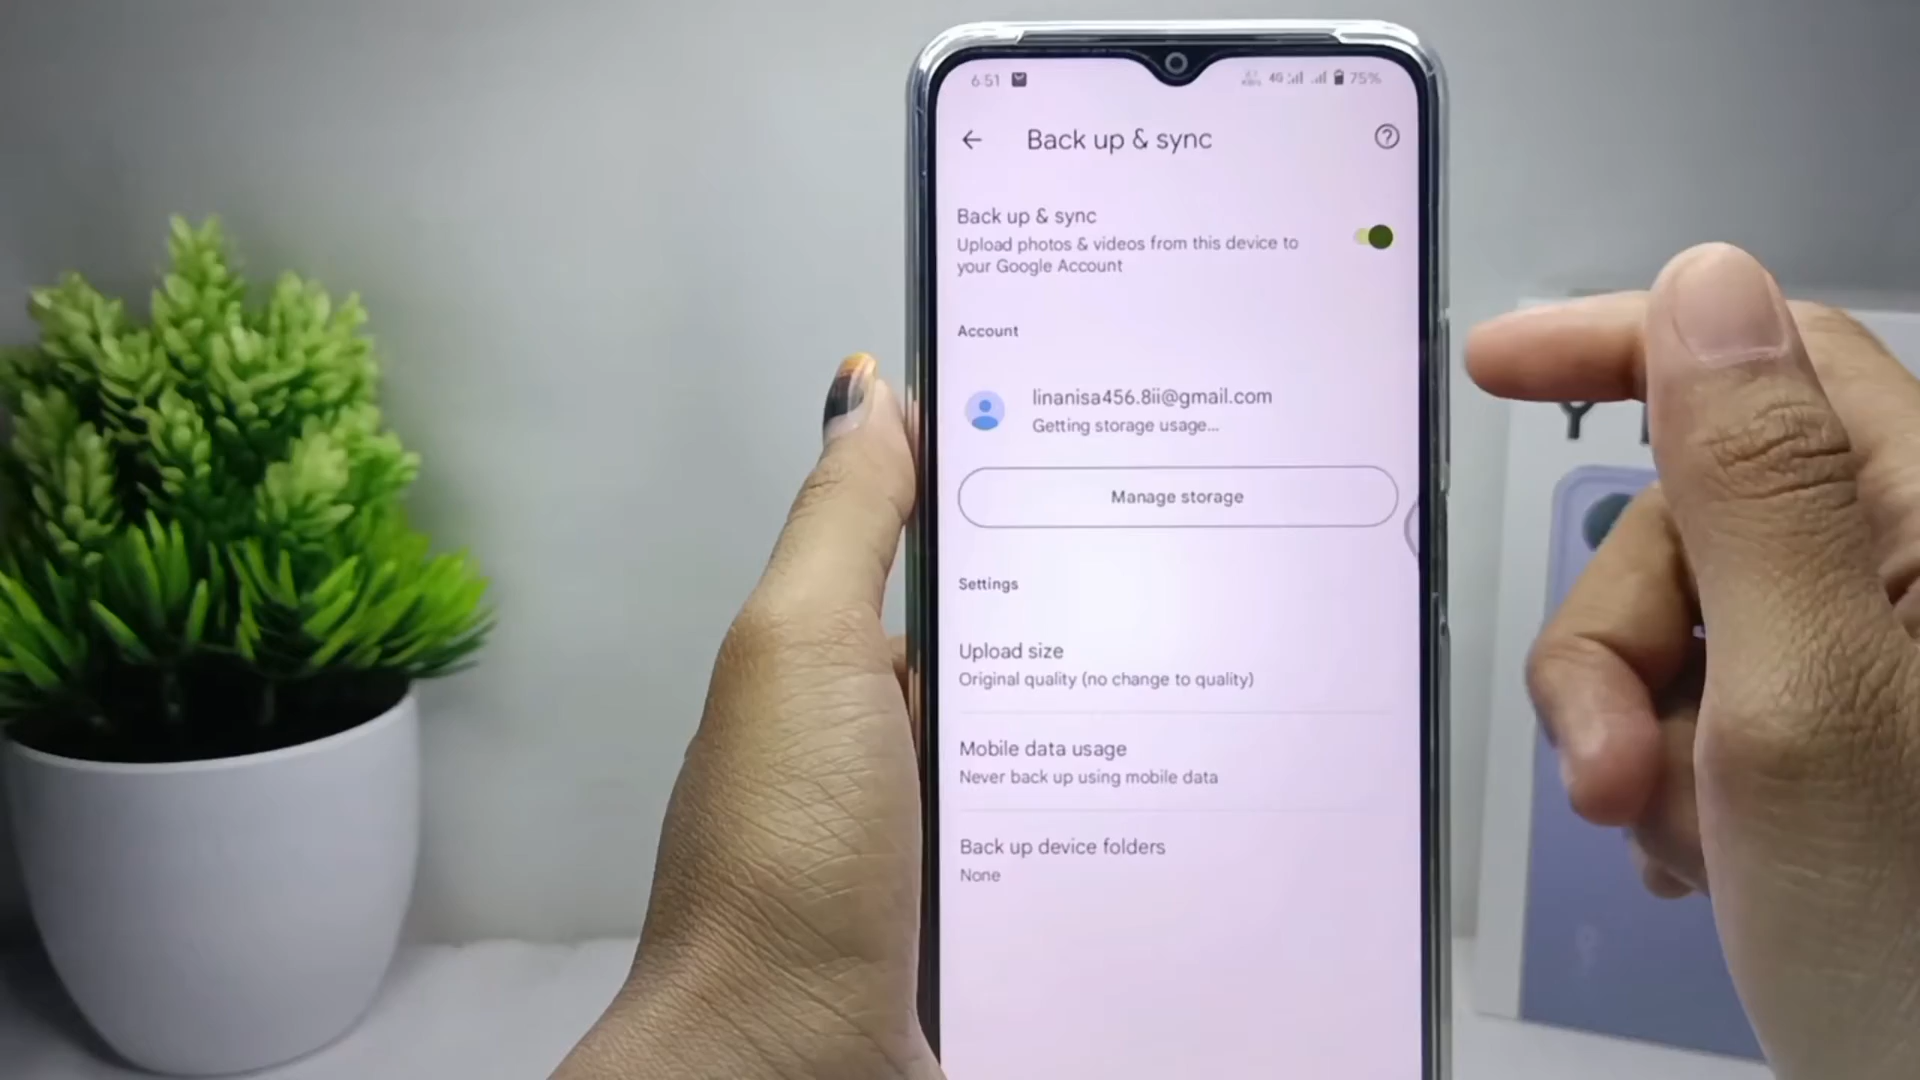 6:51
4G 75%
Back up & sync
Back up & sync
Upload photos & videos from this device to
your Google Account
Account
linanisa456.8ii@gmail.com
Getting storage usage...
Manage storage
Settings
Upload size
Original quality (no change to quality)
Mobile data usage
Never back up using mobile data
Back up device folders
None